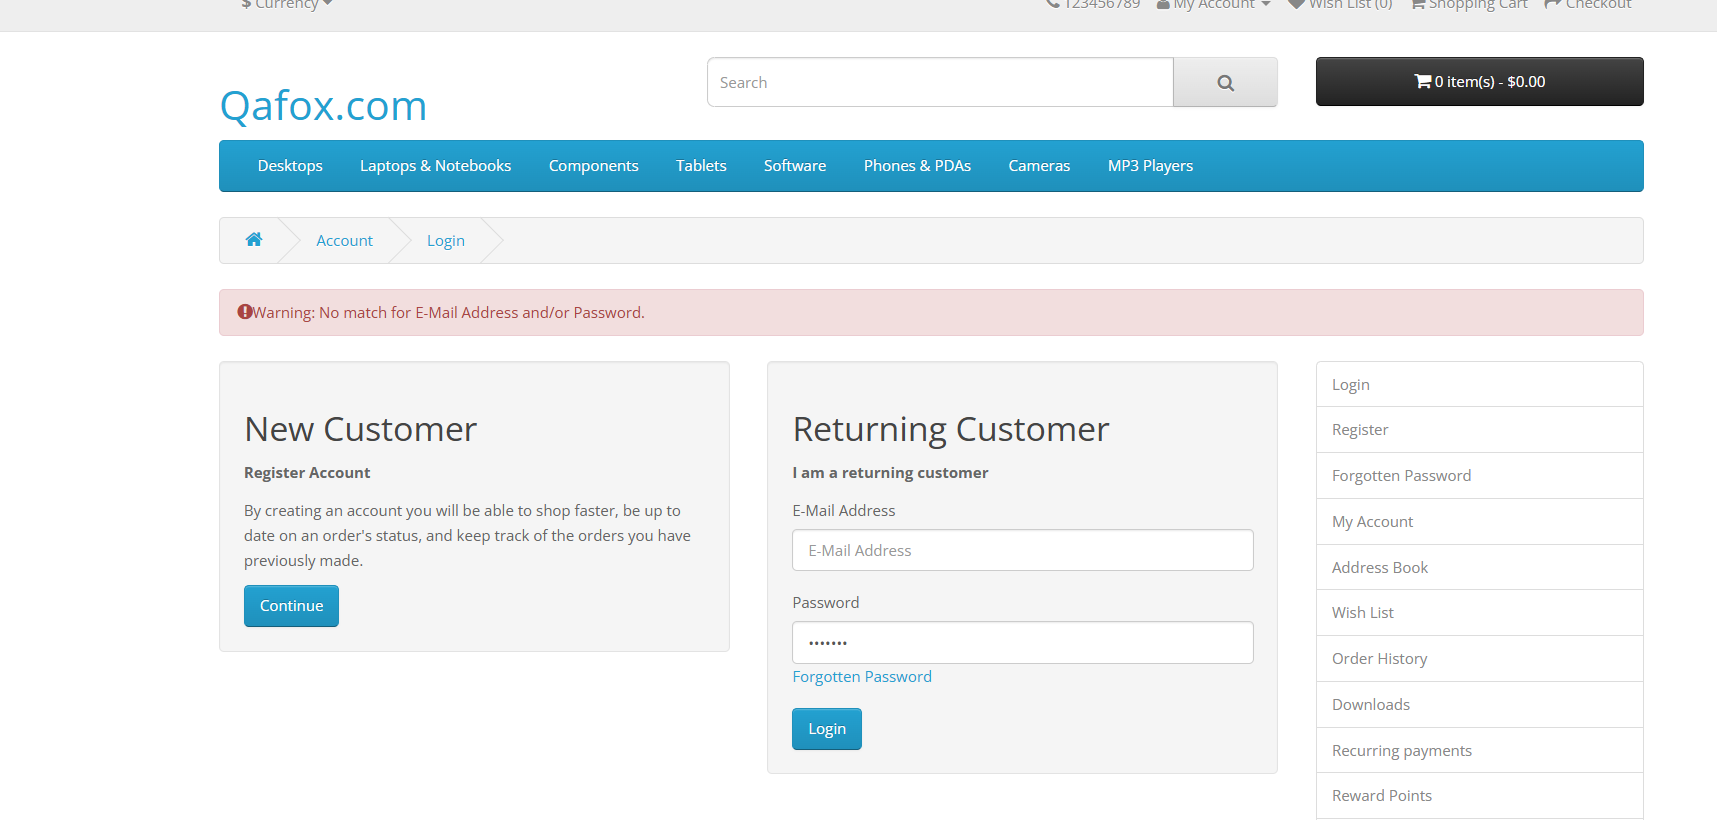 $ Currency
123456789 My Account Wish List (0) Shopping Cart Checkout
Qafox.com
Search
0 item(s) - $0.00
Desktops Laptops & Notebooks Components Tablets Software Phones & PDAs Cameras MP3 Players
Account Login
Warning: No match for E-Mail Address and/or Password.
New Customer
Register Account
By creating an account you will be able to shop faster, be up to
date on an order's status, and keep track of the orders you have
previously made.
Continue
Returning Customer
I am a returning customer
E-Mail Address
E-Mail Address
Password
•••••••
Forgotten Password
Login
Login
Register
Forgotten Password
My Account
Address Book
Wish List
Order History
Downloads
Recurring payments
Reward Points